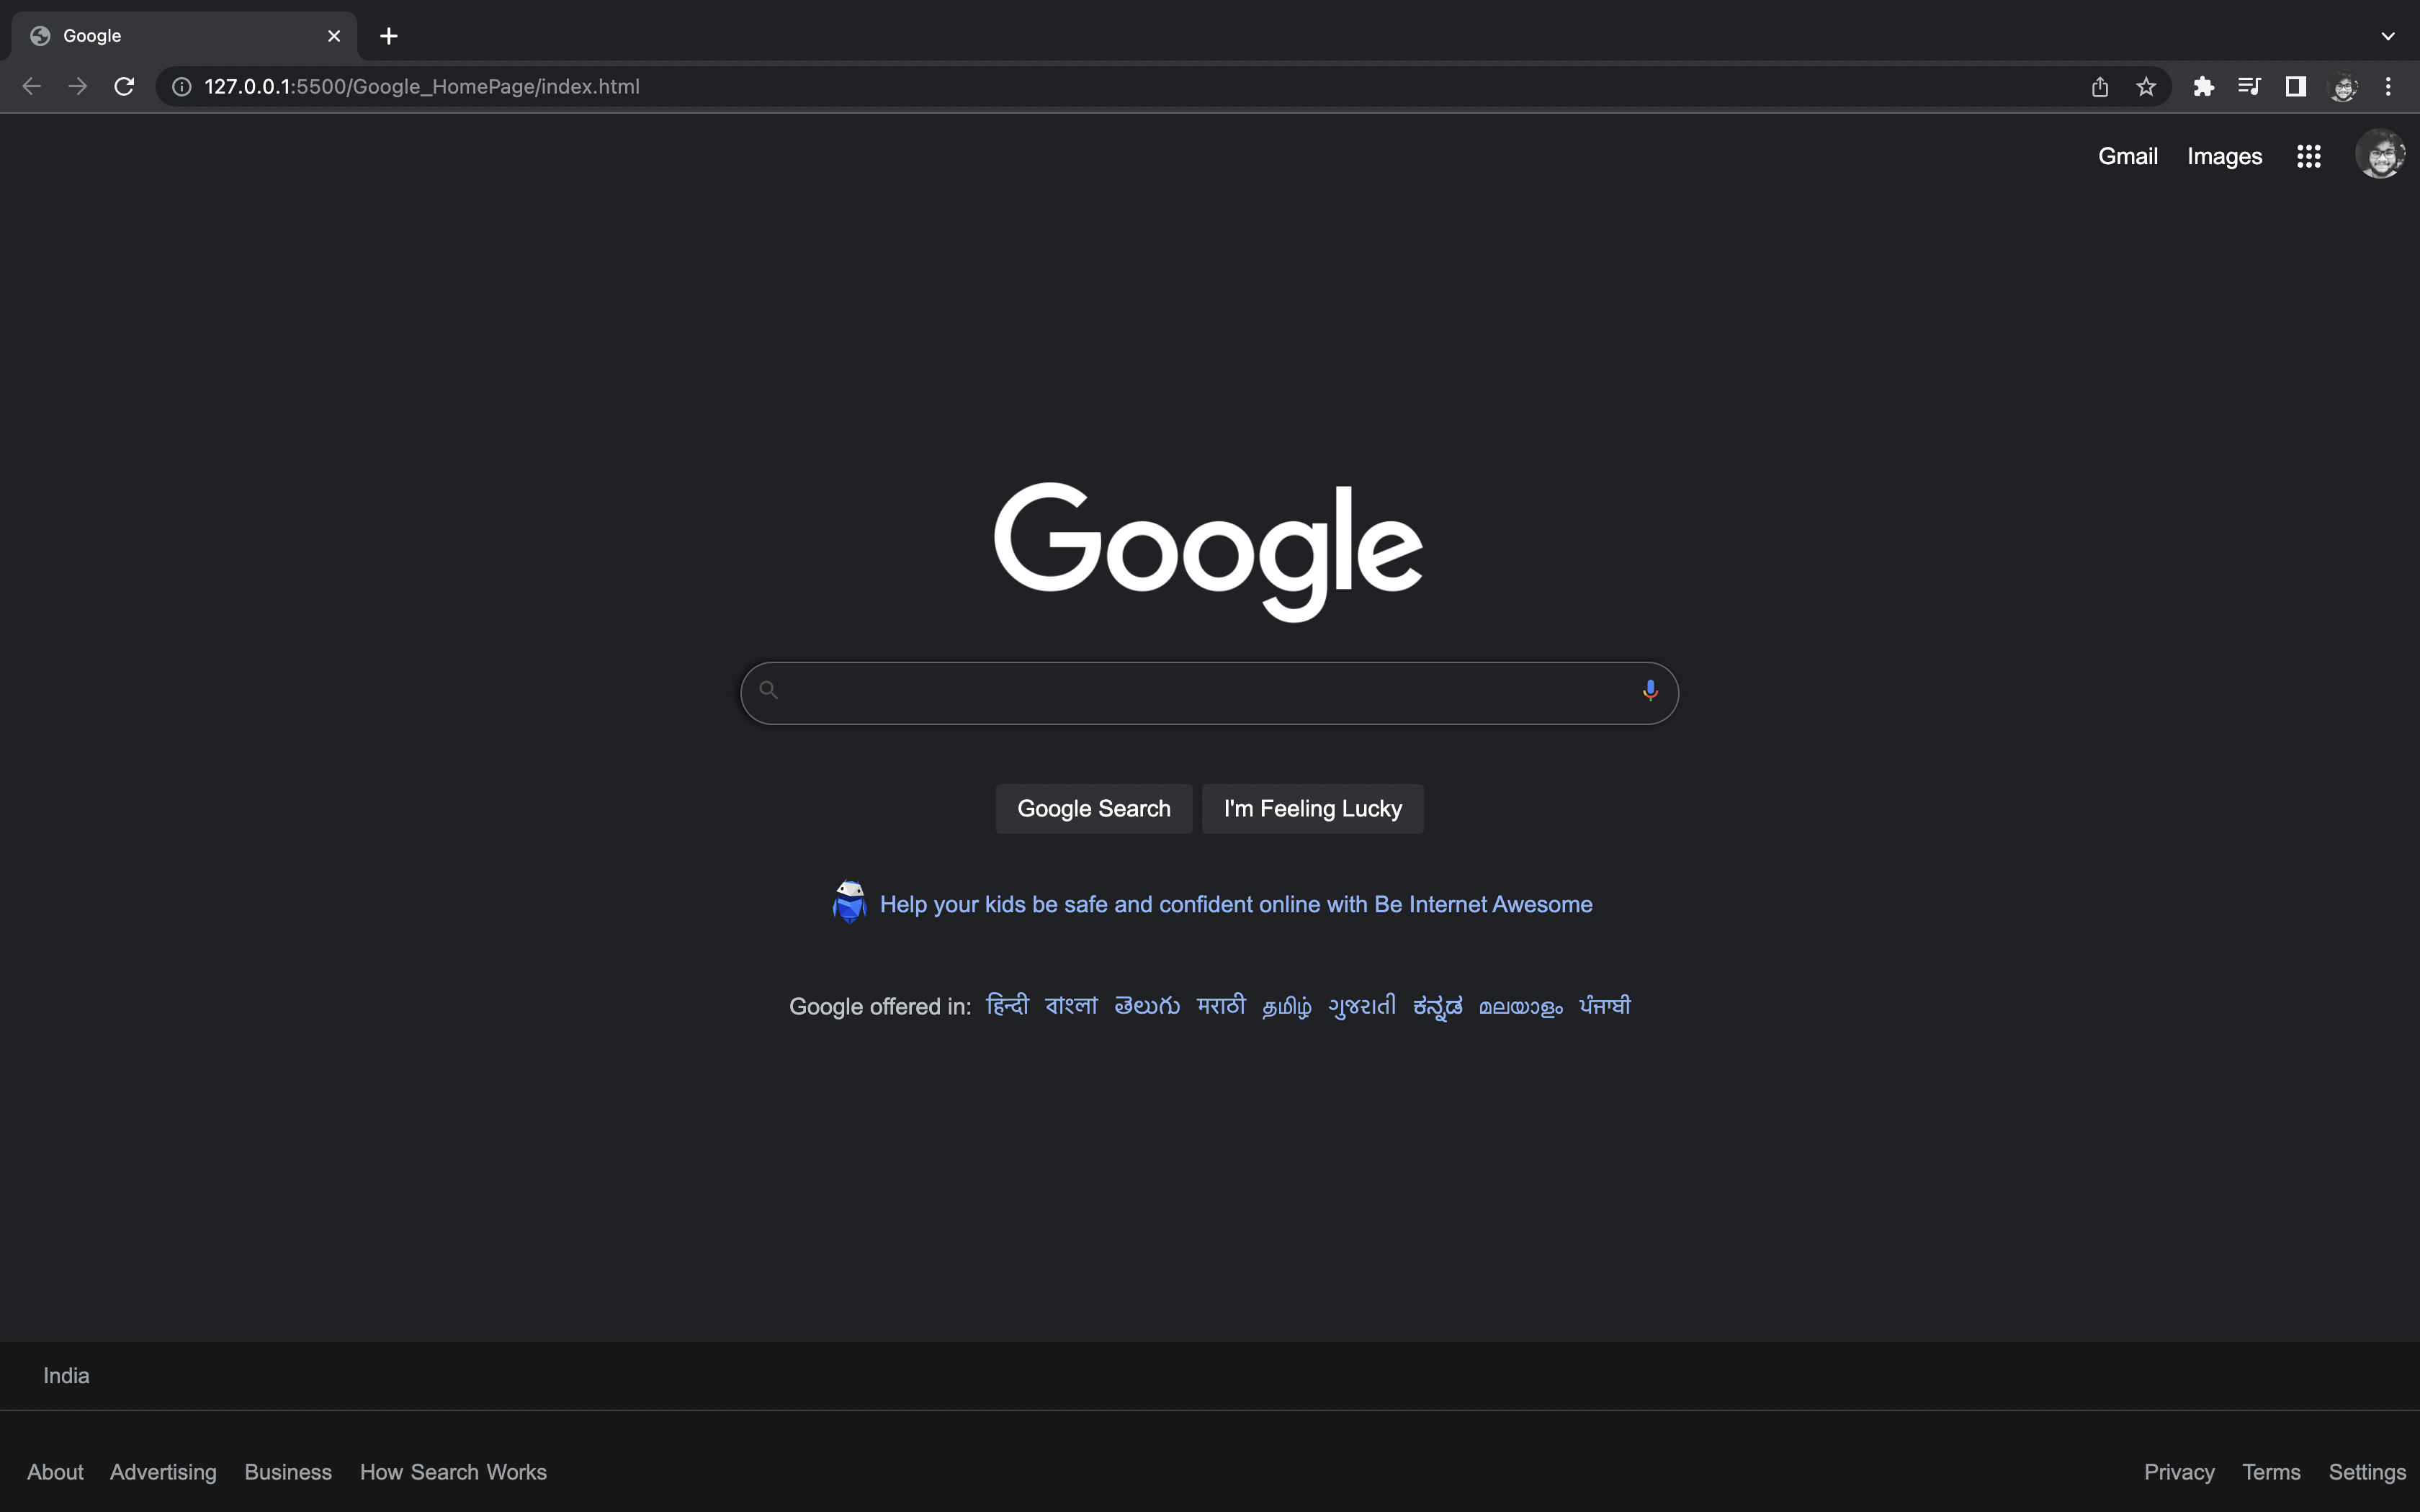 Google
127.0.0.1:5500/Google_HomePage/index.html
Gmail Images
Google
Google Search I'm Feeling Lucky
Help your kids be safe and confident online with Be Internet Awesome
Google offered in: हिन्दी বাংলা తెలుగు मराठी தமிழ் ગુજરાતી ಕನ್ನಡ മലയാളം ਪੰਜਾਬੀ
India
About Advertising Business How Search Works Privacy Terms Settings